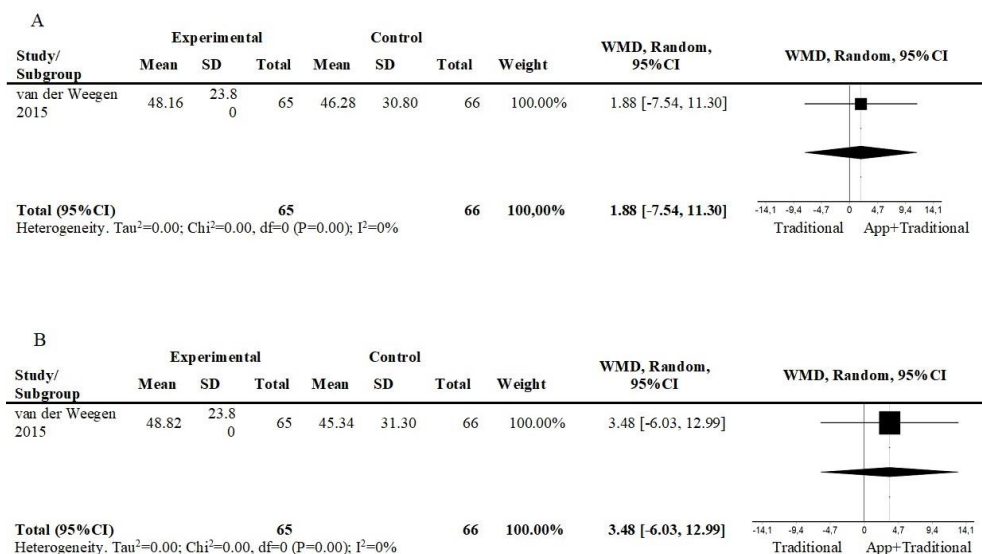 A
Experimental Control WMD, Random, 95%CI WMD, Random, 95%CI
Study/ Subgroup Mean SD Total Mean SD Total Weight
van der Weegen 2015 48.16 23.80 65 46.28 30.80 66 100.00% 1.88 [-7.54, 11.30]
Total (95%CI) 65 66 100,00% 1.88 [-7.54, 11.30]
Heterogeneity. Tau²=0.00; Chi²=0.00, df=0 (P=0.00); I²=0%
-14,1 -9,4 -4,7 0 4,7 9,4 14,1
Traditional App+Traditional
B
Experimental Control WMD, Random, 95%CI WMD, Random, 95%CI
Study/ Subgroup Mean SD Total Mean SD Total Weight
van der Weegen 2015 48.82 23.80 65 45.34 31.30 66 100.00% 3.48 [-6.03, 12.99]
Total (95%CI) 65 66 100.00% 3.48 [-6.03, 12.99]
Heterogeneity. Tau²=0.00; Chi²=0.00, df=0 (P=0.00); I²=0%
-14,1 -9,4 -4,7 0 4,7 9,4 14,1
Traditional App+Traditional